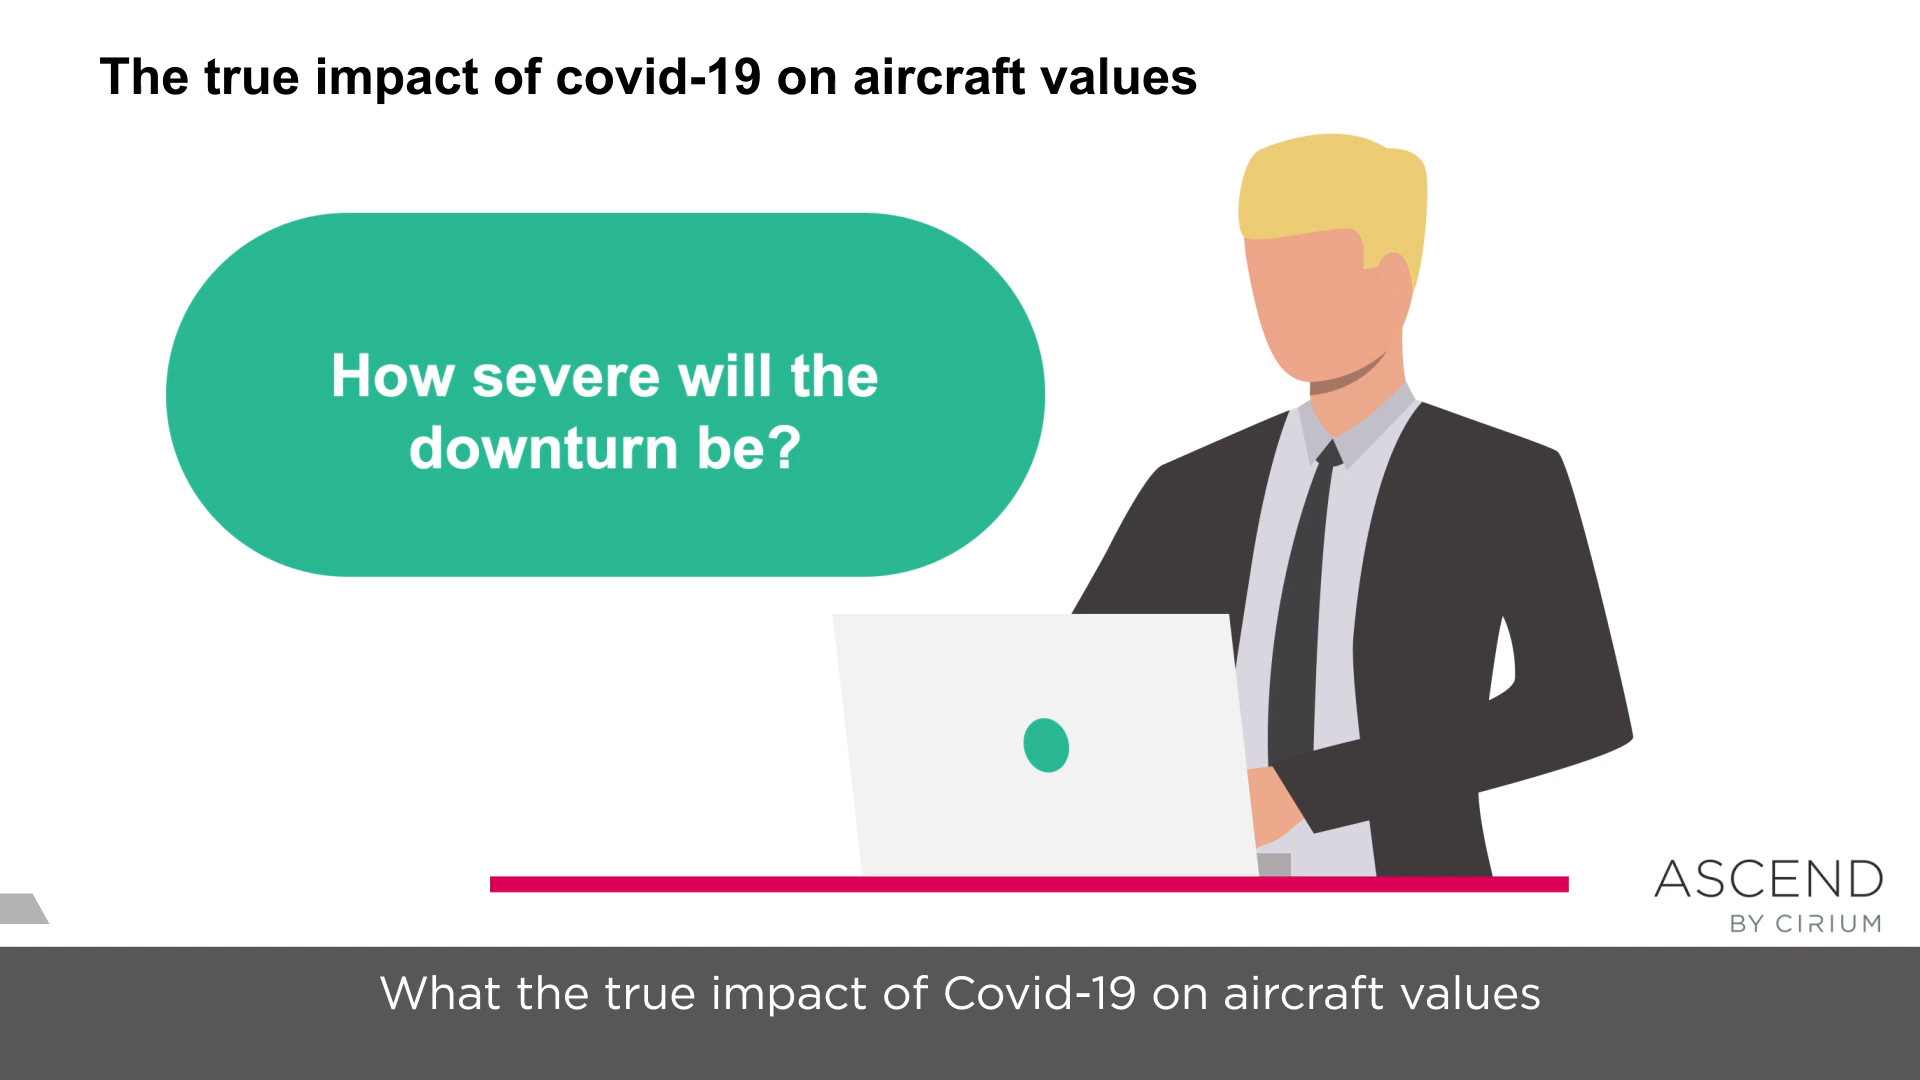 The true impact of covid-19 on aircraft values
How severe will the
downturn be?
ASCEND
BY CIRIUM
What the true impact of Covid-19 on aircraft values